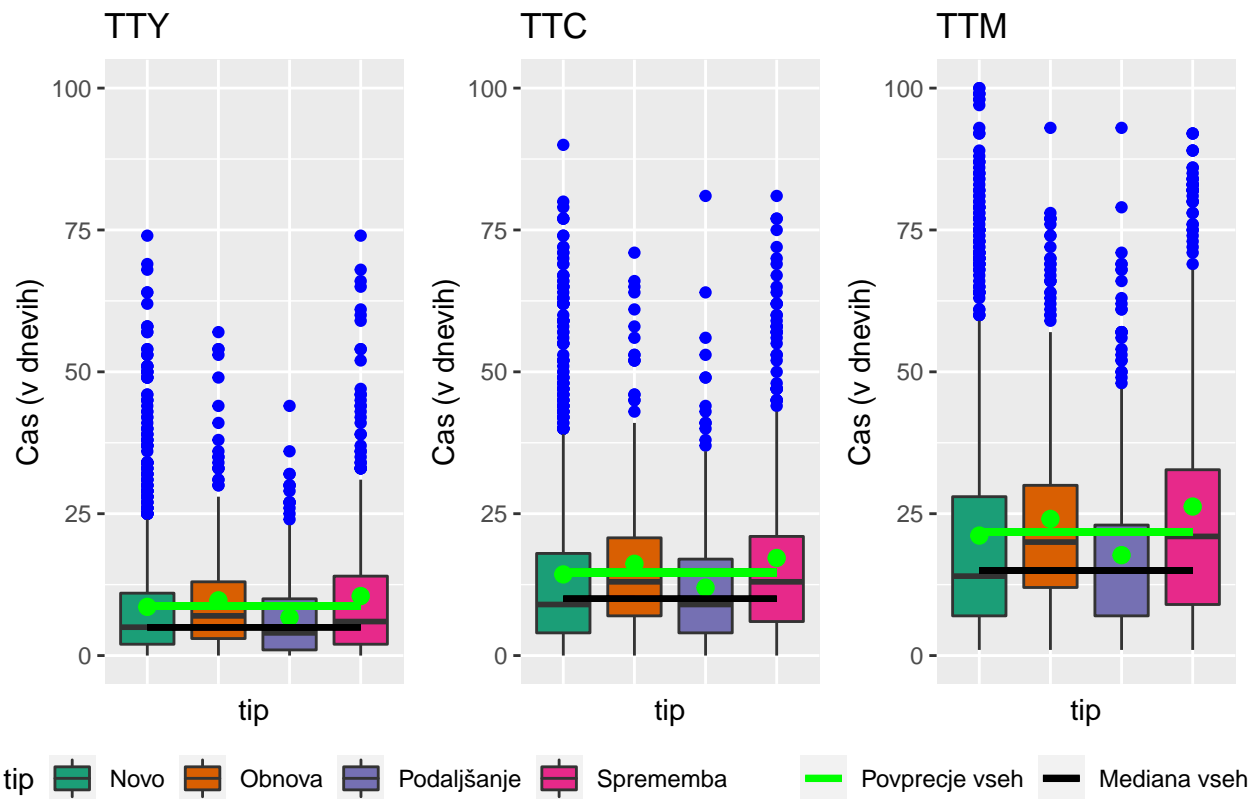 TTY
TTC
TTM
Cas (v dnevih)
100
75
50
25
0
tip
Cas (v dnevih)
100
75
50
25
0
tip
Cas (v dnevih)
100
75
50
25
0
tip
tip Novo Obnova Podaljšanje Sprememba Povprecje vseh Mediana vseh